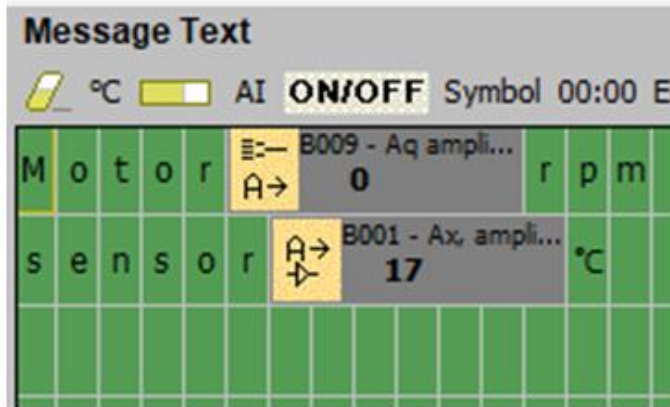 Message Text
°C AI ON/OFF Symbol 00:00 E
Motor B009 - Aq ampli... 0 rpm
sensor B001 - Ax, ampli... 17 °C